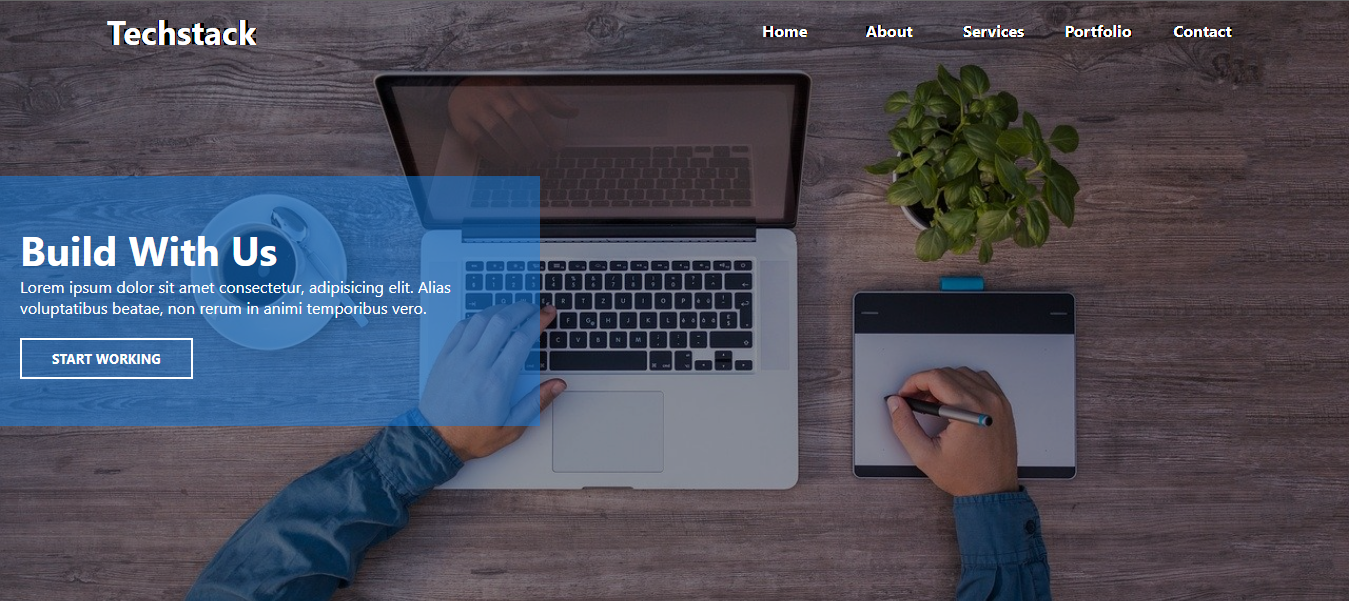 Techstack
Home About Services Portfolio Contact
Build With Us
Lorem ipsum dolor sit amet consectetur, adipisicing elit. Alias
voluptatibus beatae, non rerum in animi temporibus vero.
START WORKING